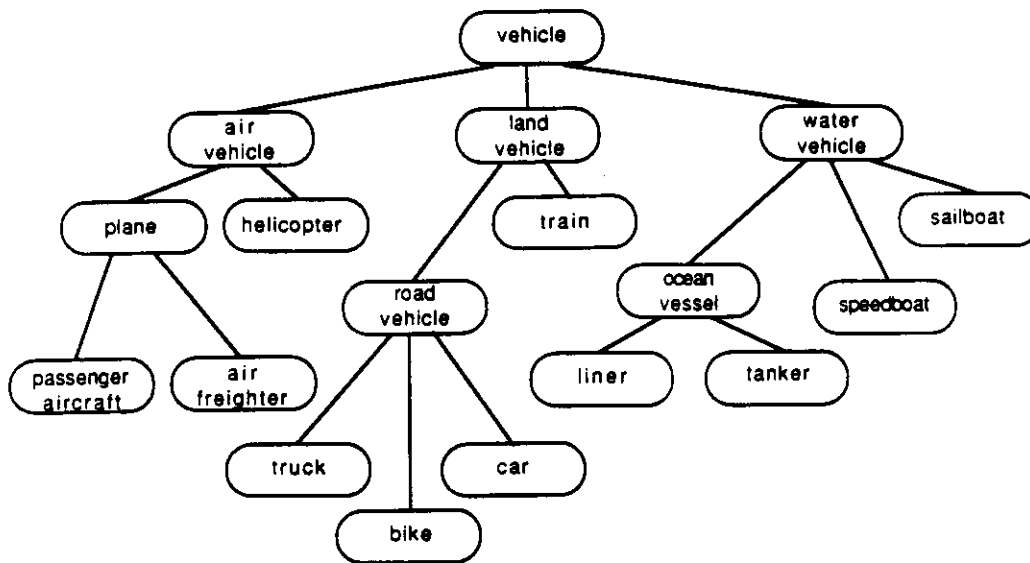 vehicle
air
vehicle
land
vehicle
water
vehicle
plane
helicopter
train
sailboat
road
vehicle
ocean
vessel
speedboat
passenger
aircraft
air
freighter
liner
tanker
truck
car
bike